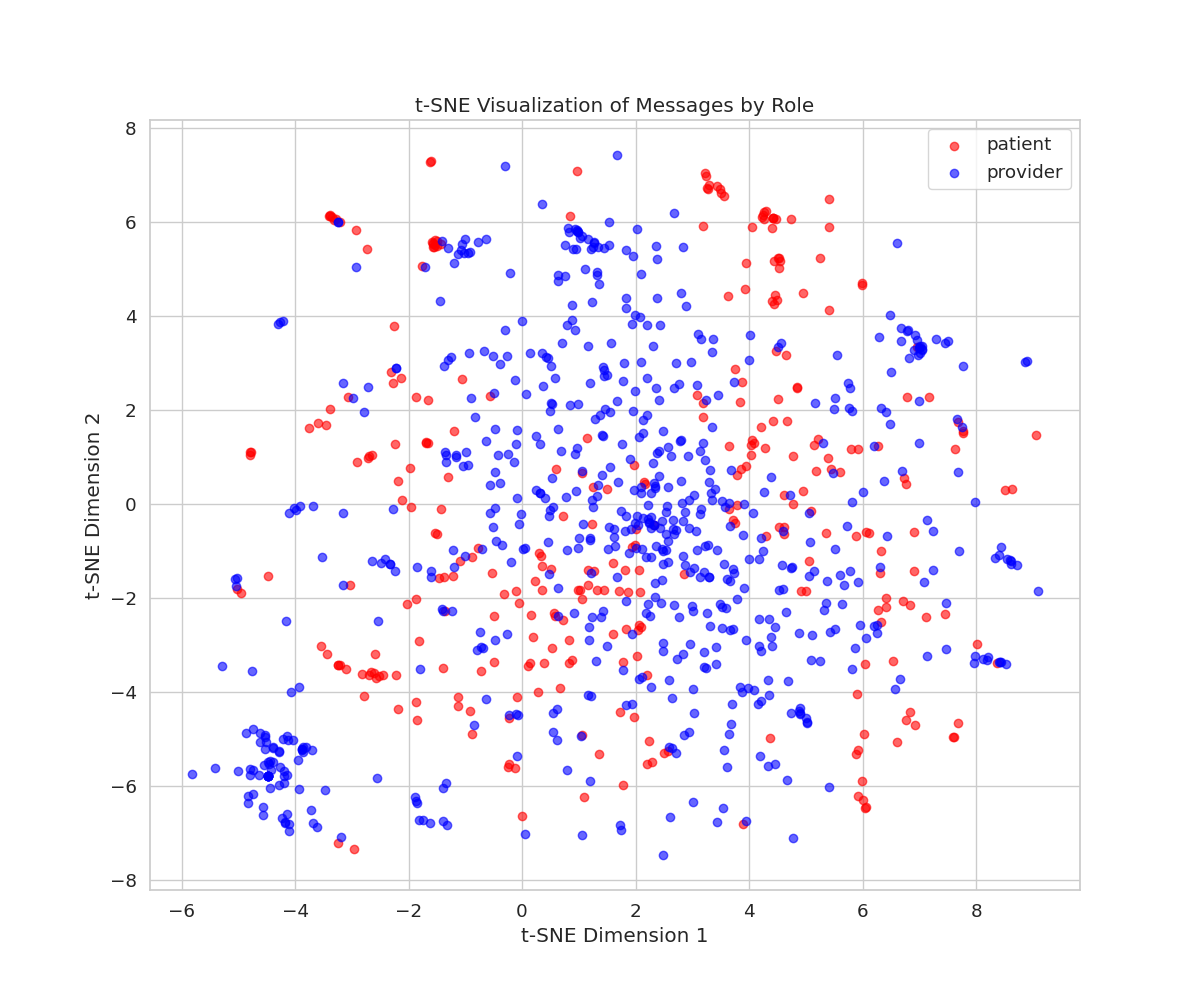 t-SNE Visualization of Messages by Role
patient
provider
8
6
4
2
0
−2
−4
−6
−8
t-SNE Dimension 2
−6 −4 −2 0 2 4 6 8
t-SNE Dimension 1